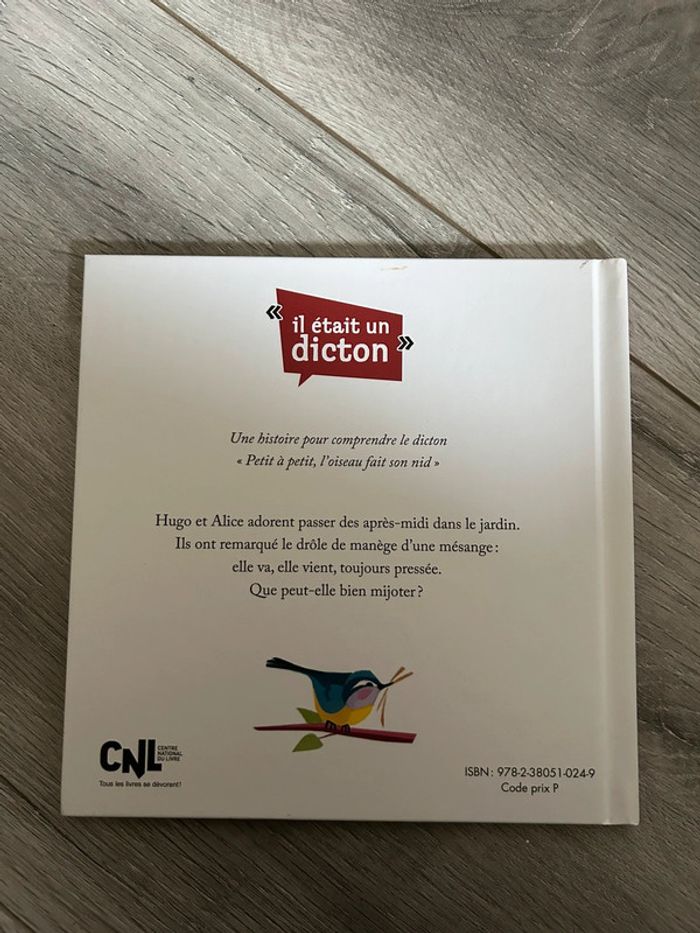 « il était un
dicton »
Une histoire pour comprendre le dicton
« Petit à petit, l'oiseau fait son nid »
Hugo et Alice adorent passer des après-midi dans le jardin.
Ils ont remarqué le drôle de manège d'une mésange :
elle va, elle vient, toujours pressée.
Que peut-elle bien mijoter ?
CNL
CENTRE
NATIONAL
DU LIVRE
Tous les livres se dévorent !
ISBN : 978-2-38051-024-9
Code prix P